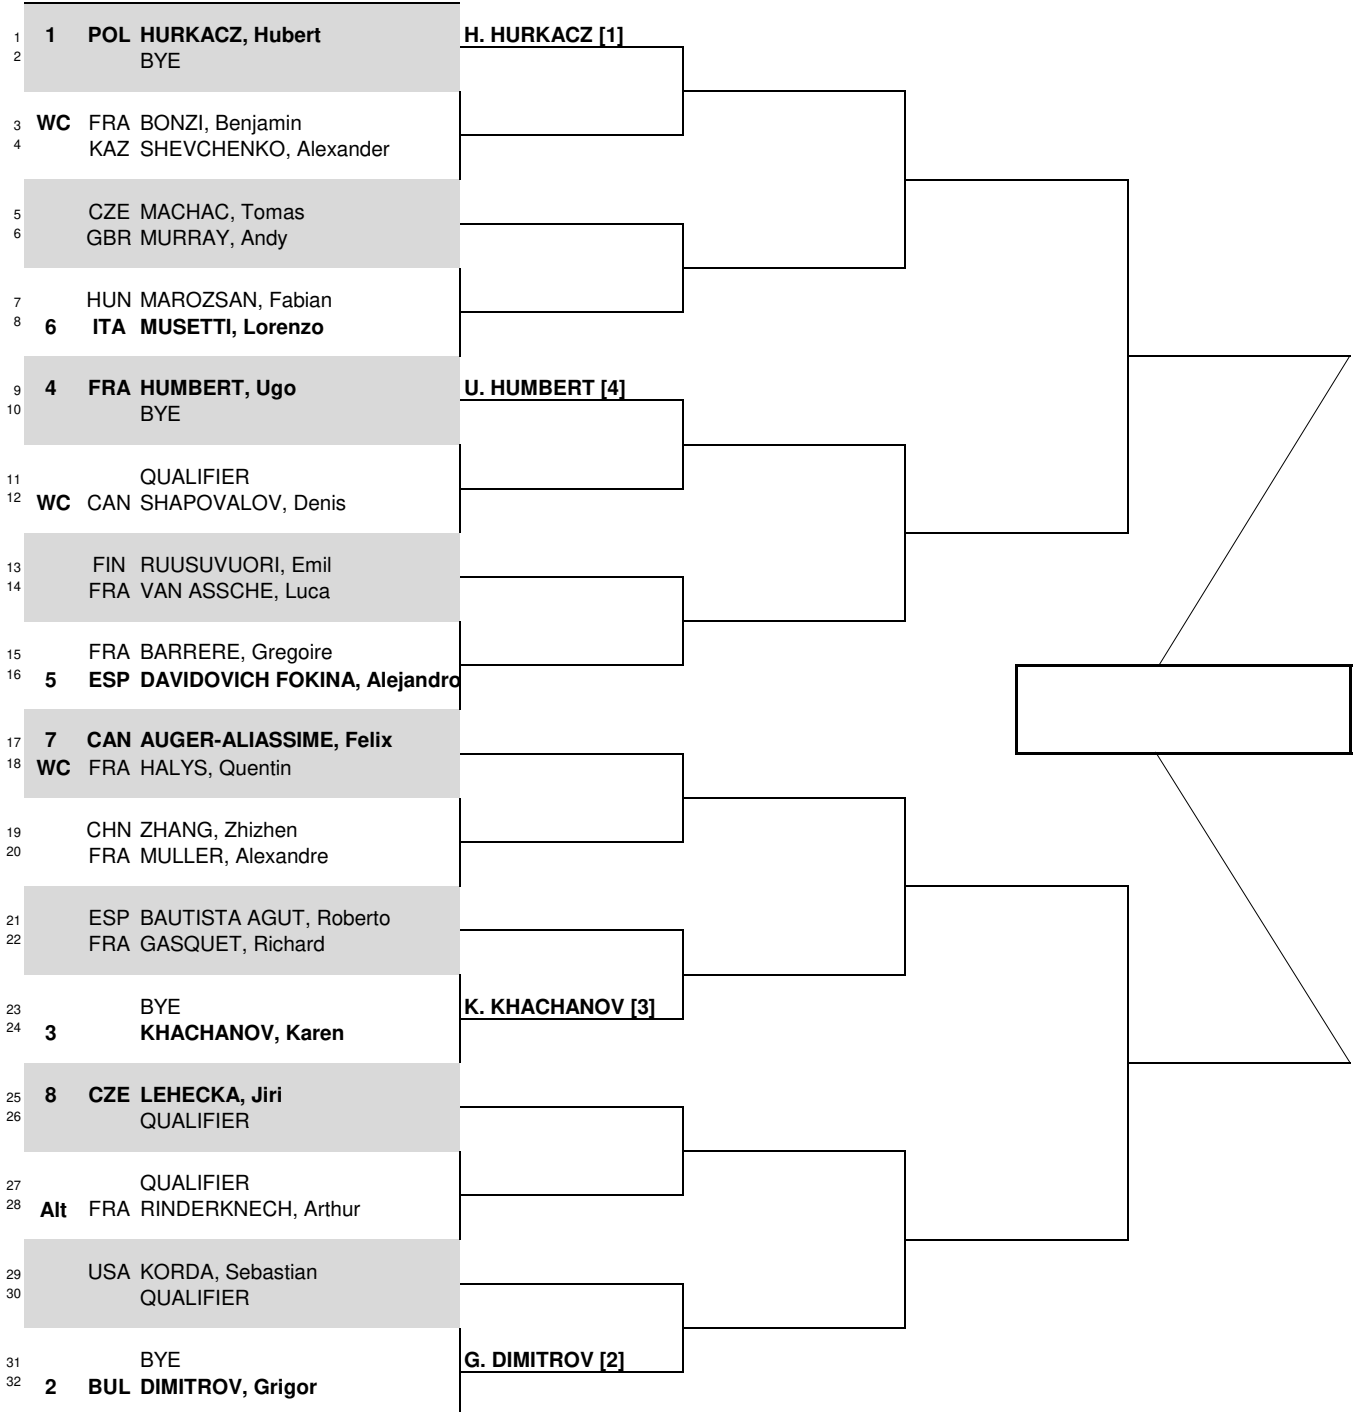 1 1 POL HURKACZ, Hubert H. HURKACZ [1]
2 BYE
3 WC FRA BONZI, Benjamin
4 KAZ SHEVCHENKO, Alexander
5 CZE MACHAC, Tomas
6 GBR MURRAY, Andy
7 HUN MAROZSAN, Fabian
8 6 ITA MUSETTI, Lorenzo
9 4 FRA HUMBERT, Ugo U. HUMBERT [4]
10 BYE
11 QUALIFIER
12 WC CAN SHAPOVALOV, Denis
13 FIN RUUSUVUORI, Emil
14 FRA VAN ASSCHE, Luca
15 FRA BARRERE, Gregoire
16 5 ESP DAVIDOVICH FOKINA, Alejandro
17 7 CAN AUGER-ALIASSIME, Felix
18 WC FRA HALYS, Quentin
19 CHN ZHANG, Zhizhen
20 FRA MULLER, Alexandre
21 ESP BAUTISTA AGUT, Roberto
22 FRA GASQUET, Richard
23 BYE K. KHACHANOV [3]
24 3 KHACHANOV, Karen
25 8 CZE LEHECKA, Jiri
26 QUALIFIER
27 QUALIFIER
28 Alt FRA RINDERKNECH, Arthur
29 USA KORDA, Sebastian
30 QUALIFIER
31 BYE G. DIMITROV [2]
32 2 BUL DIMITROV, Grigor